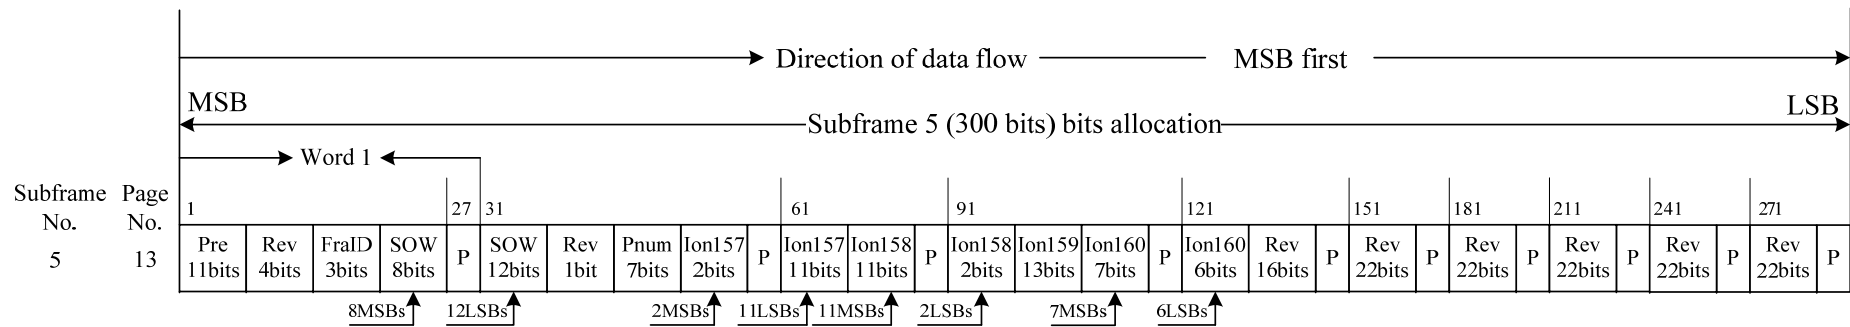 Direction of data flow MSB first
MSB LSB
Subframe 5 (300 bits) bits allocation
Word 1
Subframe No. Page No.
1 27 31 61 91 121 151 181 211 241 271
5 13
Pre 11bits
Rev 4bits
FraID 3bits
SOW 8bits
P
SOW 12bits
Rev 1bit
Pnum 7bits
Ion157 2bits
P
Ion157 11bits
Ion158 11bits
P
Ion158 2bits
Ion159 13bits
Ion160 7bits
P
Ion160 6bits
Rev 16bits
P
Rev 22bits
P
Rev 22bits
P
Rev 22bits
P
Rev 22bits
P
Rev 22bits
P
8MSBs 12LSBs 2MSBs 11LSBs 11MSBs 2LSBs 7MSBs 6LSBs